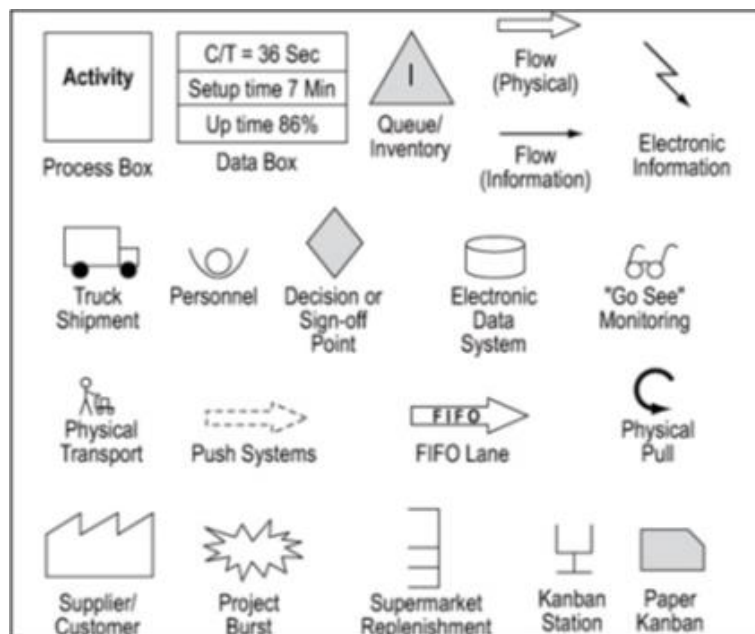 Activity
Process Box
C/T = 36 Sec
Setup time 7 Min
Up time 86%
Data Box
I
Queue/
Inventory
Flow
(Physical)
Flow
(Information)
Electronic
Information
Truck
Shipment
Personnel
Decision or
Sign-off
Point
Electronic
Data
System
"Go See"
Monitoring
Physical
Transport
Push Systems
FIFO
FIFO Lane
Physical
Pull
Supplier/
Customer
Project
Burst
Supermarket
Replenishment
Kanban
Station
Paper
Kanban